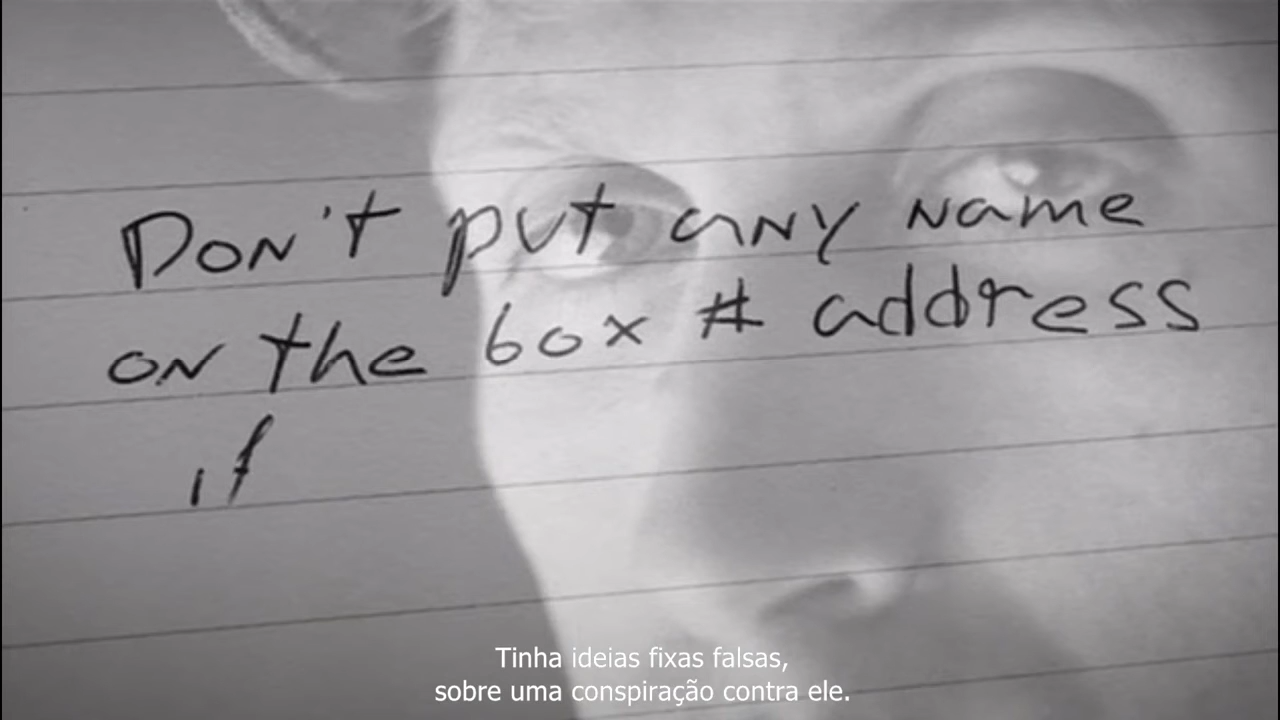 Don't put any name
on the box # address
if
Tinha ideias fixas falsas,
sobre uma conspiração contra ele.